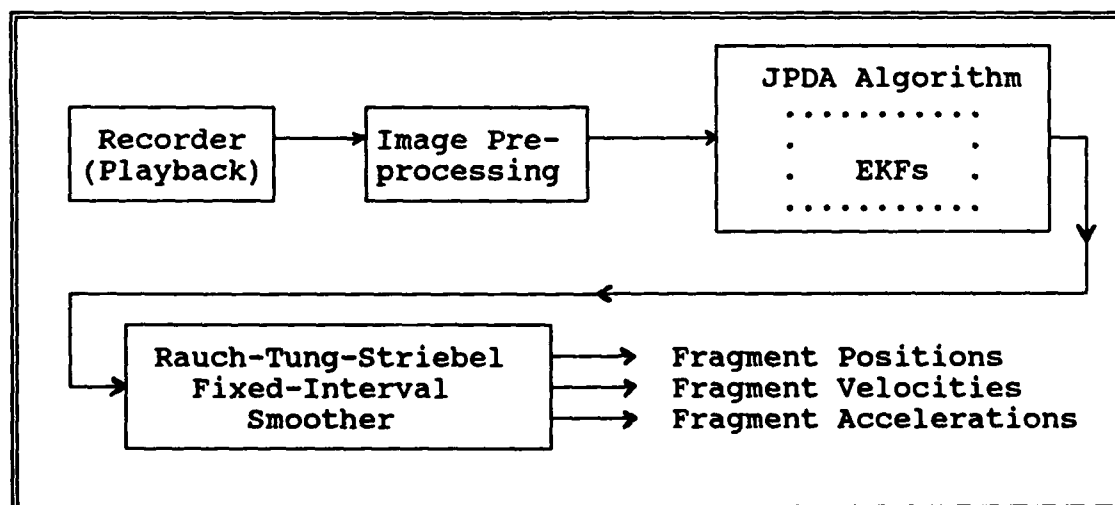 Recorder
(Playback)
Image Pre-
processing
JPDA Algorithm
EKFs
Rauch-Tung-Striebel
Fixed-Interval
Smoother
Fragment Positions
Fragment Velocities
Fragment Accelerations